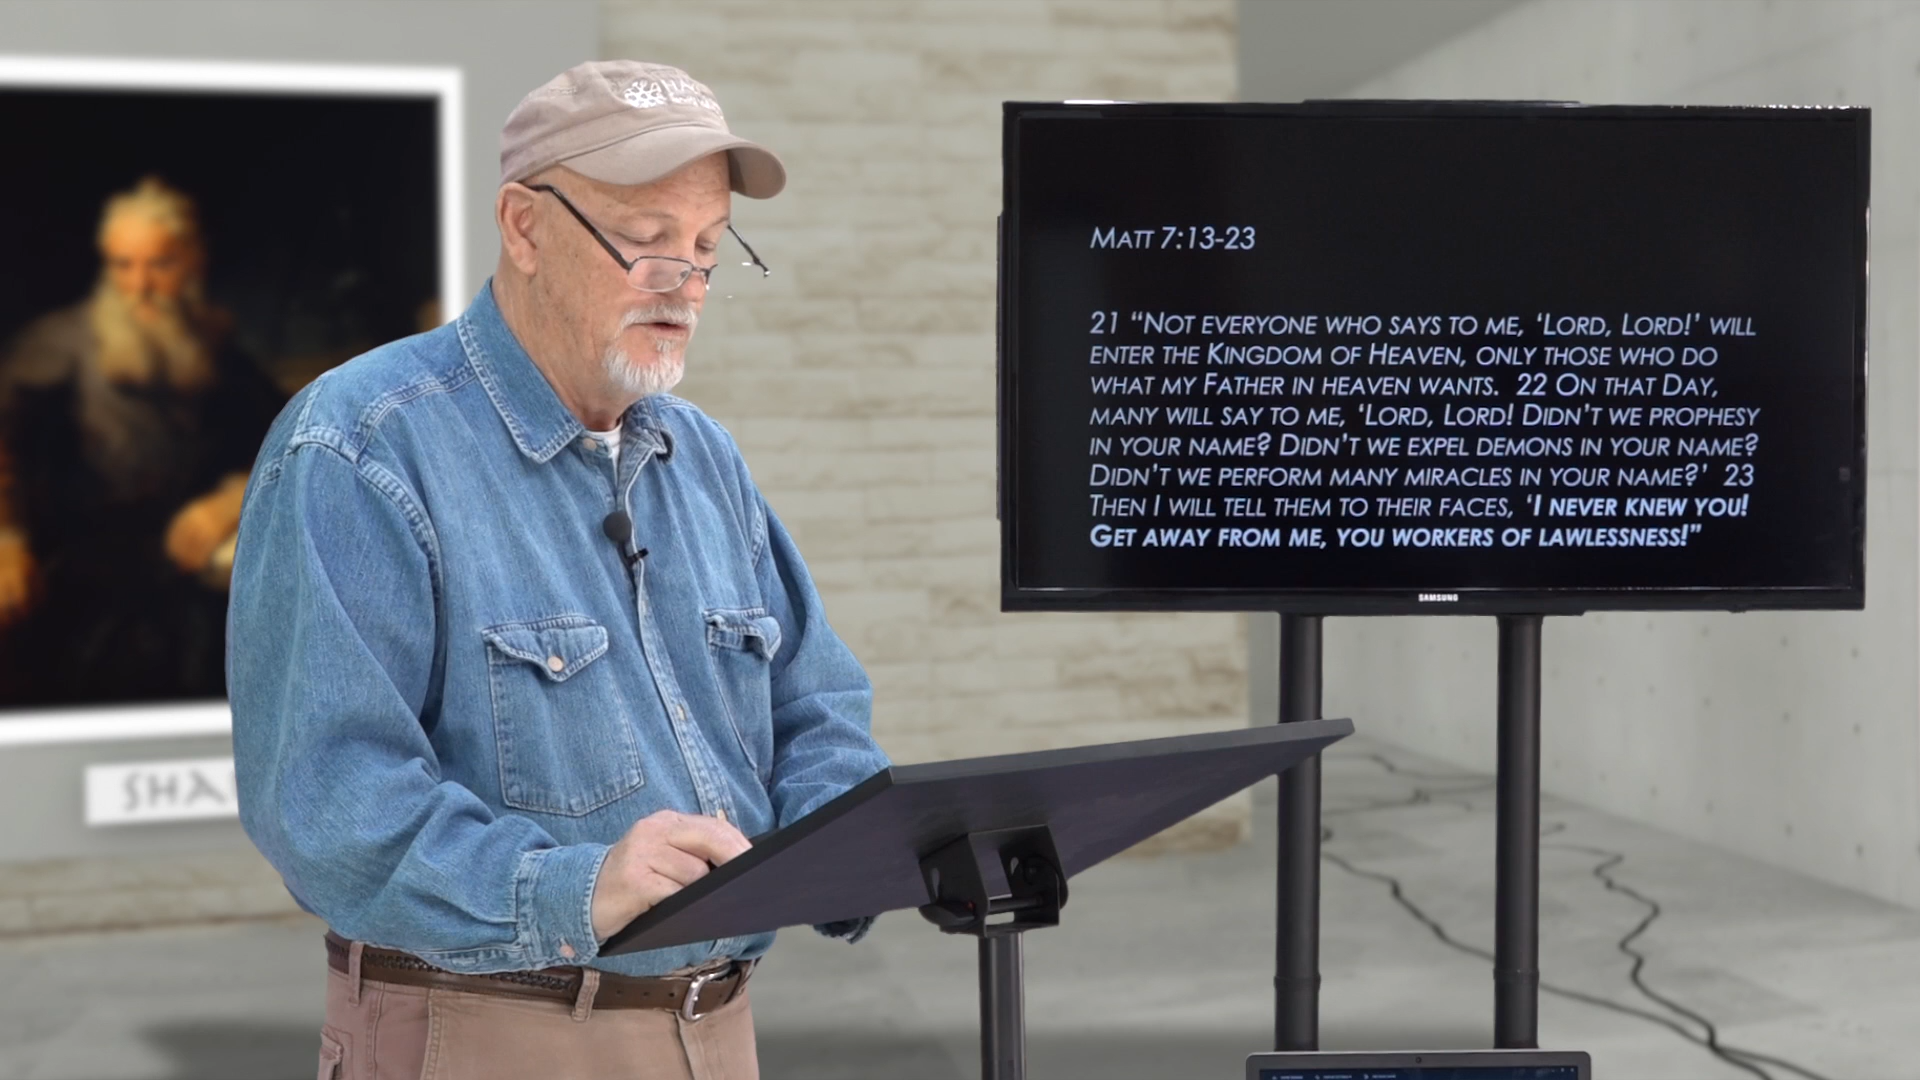 Matt 7:13-23
21 “Not everyone who says to me, ‘Lord, Lord!’ will
enter the Kingdom of Heaven, only those who do
what my Father in heaven wants. 22 On that Day,
many will say to me, ‘Lord, Lord! Didn’t we prophesy
in your name? Didn’t we expel demons in your name?
Didn’t we perform many miracles in your name?’ 23
Then I will tell them to their faces, ‘I never knew you!
Get away from me, you workers of lawlessness!”
SAMSUNG